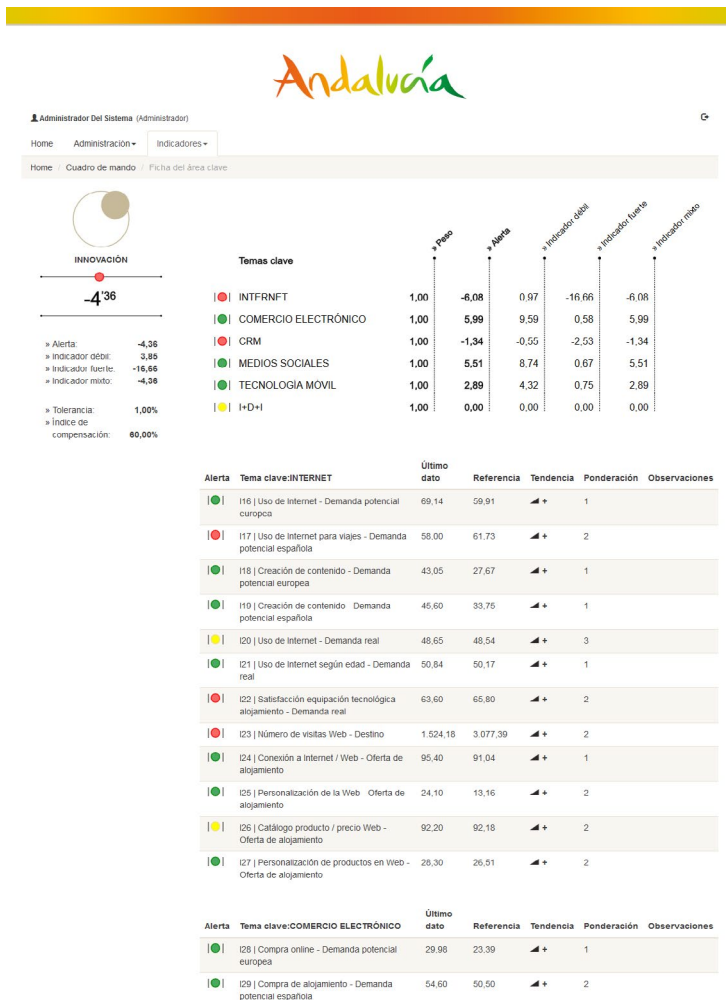 Andalucía
Administrador Del Sistema (Administrador)
Home Administración Indicadores
Home / Cuadro de mando / Ficha del área clave
INNOVACIÓN
-4'36
» Alerta: -4,36
» Indicador débil: 3,85
» Indicador fuerte: -16,66
» Indicador mixto: -4,36
» Tolerancia: 1,00%
» Índice de
compensación: 60,00%
Temas clave » Peso » Alerta » Indicador débil » Indicador fuerte » Indicador mixto
INTERNET 1,00 -6,08 0,97 -16,66 -6,08
COMERCIO ELECTRÓNICO 1,00 5,99 9,59 0,58 5,99
CRM 1,00 -1,34 -0,55 -2,53 -1,34
MEDIOS SOCIALES 1,00 5,51 8,74 0,67 5,51
TECNOLOGÍA MÓVIL 1,00 2,89 4,32 0,75 2,89
I+D+I 1,00 0,00 0,00 0,00 0,00
Último
Alerta Tema clave:INTERNET dato Referencia Tendencia Ponderación Observaciones
I16 | Uso de Internet - Demanda potencial 69,14 59,91 + 1
europea
I17 | Uso de Internet para viajes - Demanda 58,00 61,73 + 2
potencial española
I18 | Creación de contenido - Demanda 43,05 27,67 + 1
potencial europea
I19 | Creación de contenido Demanda 45,60 33,75 + 1
potencial española
I20 | Uso de Internet - Demanda real 48,65 48,54 + 3
I21 | Uso de Internet según edad - Demanda 50,84 50,17 + 1
real
I22 | Satisfacción equipación tecnológica 63,60 65,80 + 2
alojamiento - Demanda real
I23 | Número de visitas Web - Destino 1.524,18 3.077,39 + 2
I24 | Conexión a Internet / Web - Oferta de 95,40 91,04 + 1
alojamiento
I25 | Personalización de la Web Oferta de 24,10 13,16 + 2
alojamiento
I26 | Catálogo producto / precio Web - 92,20 92,18 + 2
Oferta de alojamiento
I27 | Personalización de productos en Web - 28,30 26,51 + 2
Oferta de alojamiento
Último
Alerta Tema clave:COMERCIO ELECTRÓNICO dato Referencia Tendencia Ponderación Observaciones
I28 | Compra online - Demanda potencial 29,98 23,39 + 1
europea
I29 | Compra de alojamiento - Demanda 54,60 50,50 + 2
potencial española